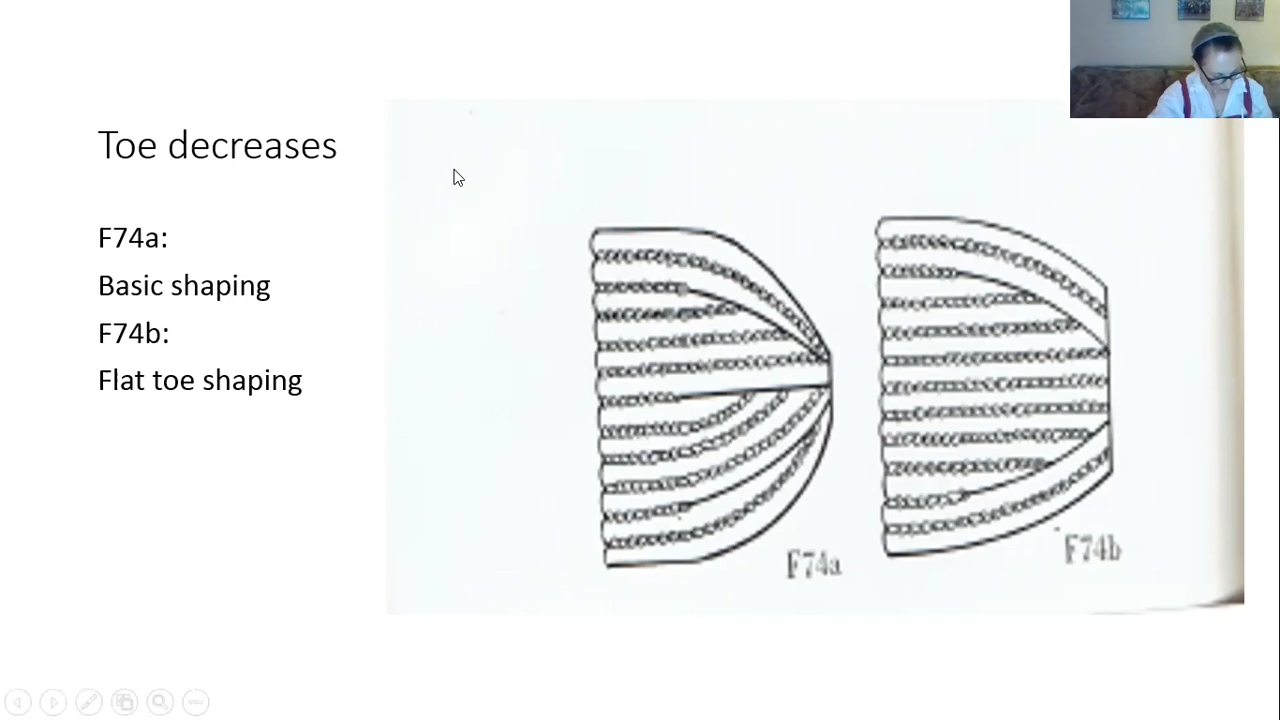 Toe decreases
F74a:
Basic shaping
F74b:
Flat toe shaping
F74a
F74b